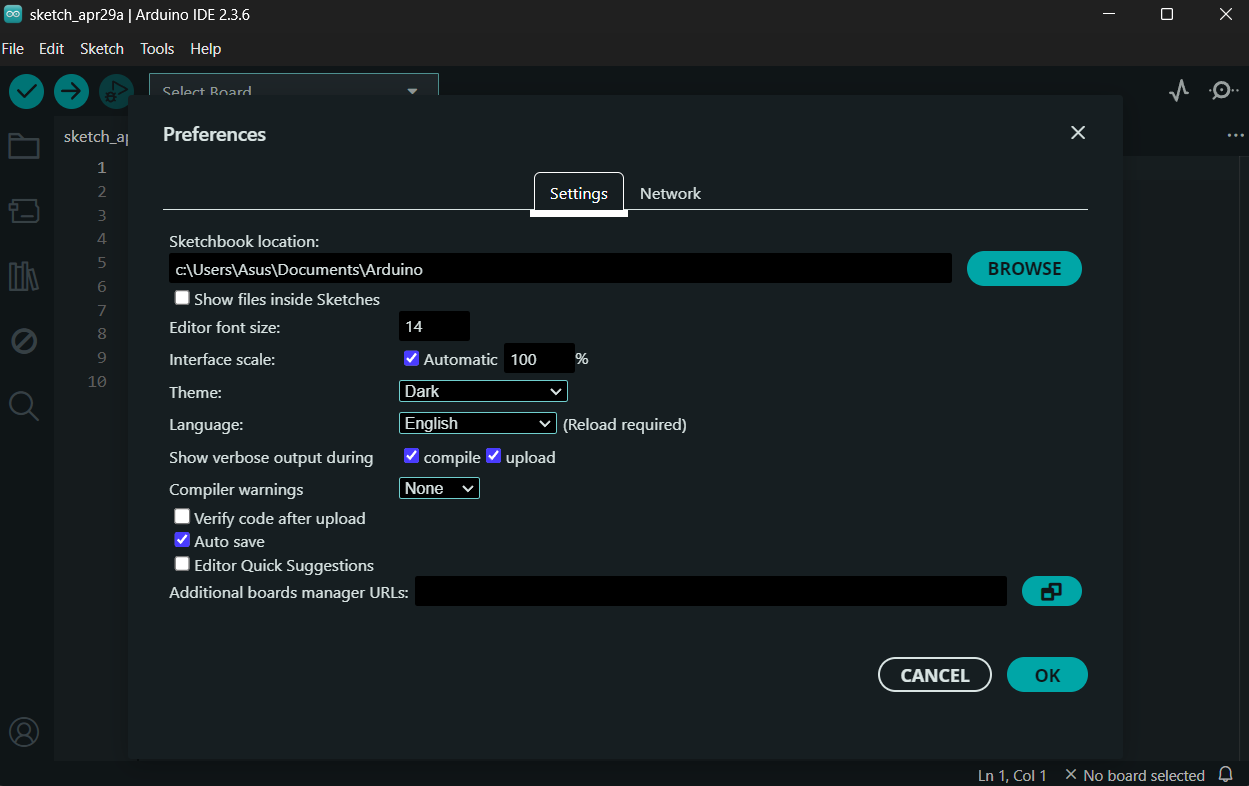 sketch_apr29a | Arduino IDE 2.3.6
File Edit Sketch Tools Help
Select Board
sketch_ap
Preferences
Settings Network
1
2
3
4
5
6
7
8
9
10
Sketchbook location:
c:\Users\Asus\Documents\Arduino
BROWSE
Show files inside Sketches
Editor font size: 14
Interface scale: Automatic 100 %
Theme: Dark
Language: English (Reload required)
Show verbose output during compile upload
Compiler warnings None
Verify code after upload
Auto save
Editor Quick Suggestions
Additional boards manager URLs:
CANCEL OK
Ln 1, Col 1 No board selected